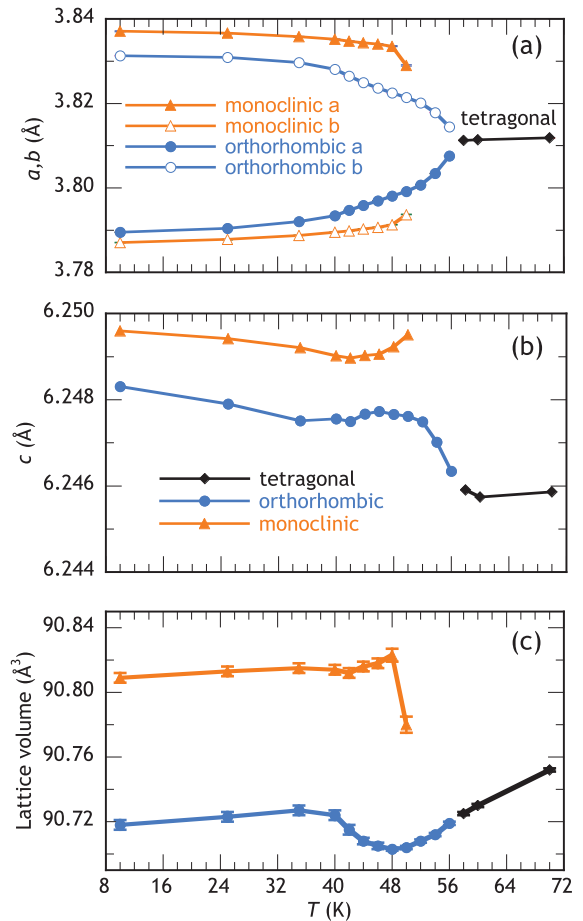 3.84
(a)
3.82
a,b (Å)
monoclinic a
monoclinic b
orthorhombic a
orthorhombic b
tetragonal
3.80
3.78
6.250
(b)
6.248
c (Å)
6.246
tetragonal
orthorhombic
monoclinic
6.244
90.84
(c)
90.80
Lattice volume (Å³)
90.76
90.72
8 16 24 32 40 48 56 64 72
T (K)